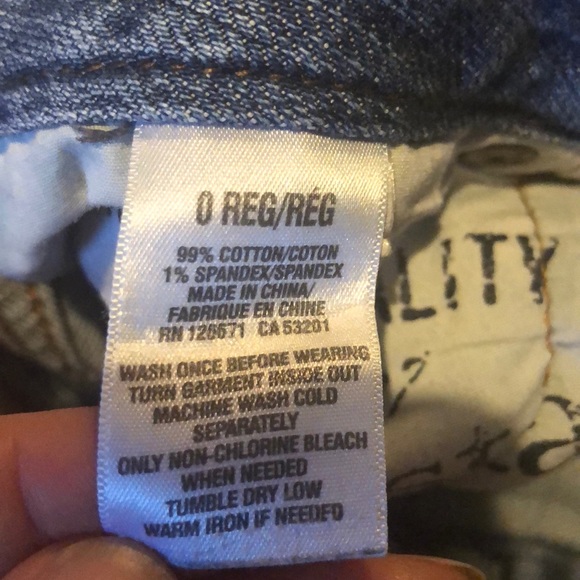 0 REG/RÉG
99% COTTON/COTON
1% SPANDEX/SPANDEX
MADE IN CHINA/
FABRIQUE EN CHINE
RN 126671 CA 53201
WASH ONCE BEFORE WEARING
TURN GARMENT INSIDE OUT
MACHINE WASH COLD
SEPARATELY
ONLY NON-CHLORINE BLEACH
WHEN NEEDED
TUMBLE DRY LOW
WARM IRON IF NEEDED
ALITY